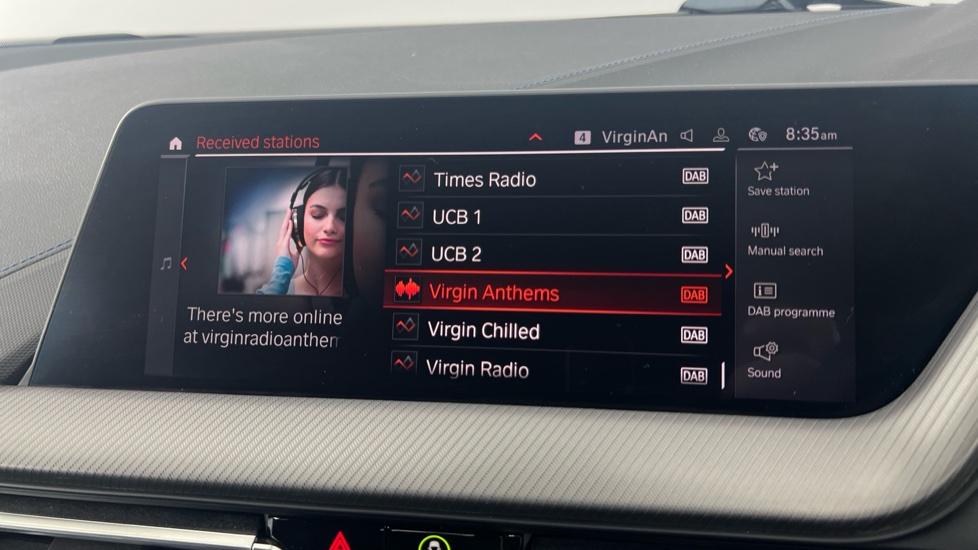 Received stations
4 VirginAn
8:35am
Times Radio DAB
UCB 1 DAB
UCB 2 DAB
Virgin Anthems DAB
Virgin Chilled DAB
Virgin Radio DAB
There's more online
at virginradioanthem
Save station
Manual search
DAB programme
Sound